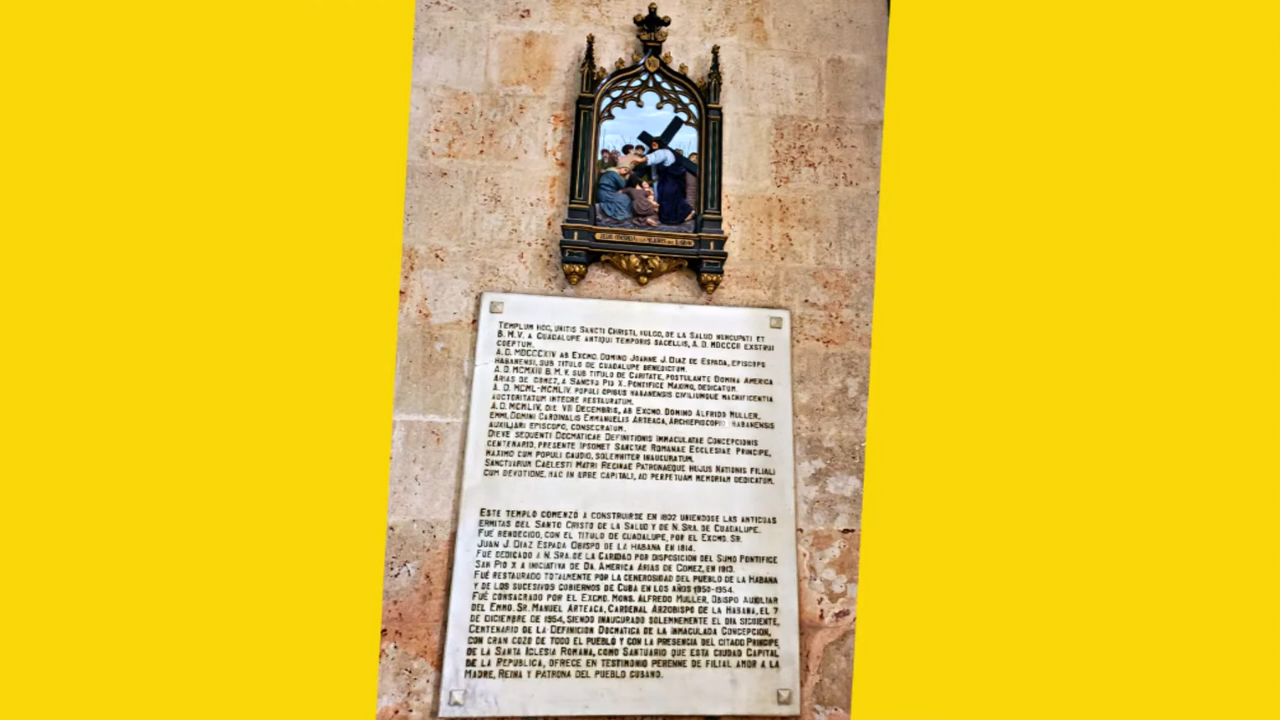 TEMPLUM HOC, UNITIS SANCTI CHRISTI, VULGO, DE LA SALUD NUNCUPATI ET
B. M. V. A GUADALUPE ANTIQUI TEMPORIS SACELLIS, A. D. MDCCCII EXSTRUI
COEPTUM.
A. D. MDCCCXIV AB EXCMO. DOMINO JOANNE J. DIAZ DE ESPADA, EPISCOPO
HABANENSI, SUB TITULO DE GUADALUPE BENEDICTUM.
A. D. MCMXIII B. M. V. SUB TITULO DE CARITATE, POSTULANTE DOMINA AMERICA
ARIAS DE GOMEZ, A SANCTO PIO X. PONTIFICE MAXIMO, DEDICATUM.
A. D. MCML-MCMLIV. POPULI OPIBUS HABANENSIS CIVILIUMQUE MAGNIFICENTIA
AUCTORITATUM INTEGRE RESTAURATUM.
A. D. MCMLIV, DIE VII DECEMBRIS, AB EXCMO. DOMINO ALFRIDO MULLER,
EMMI. DOMINI CARDINALIS EMMANUELIS ARTEAGA, ARCHIEPISCOPI HABANENSIS
AUXILIARI EPISCOPO, CONSECRATUM.
DIEVE SEQUENTI DOGMATICAE DEFINITIONIS IMMACULATAE CONCEPCIONIS
CENTENARIO, PRESENTE IPSOMET SANCTAE ROMANAE ECCLESIAE PRINCIPE,
MAXIMO CUM POPULI GAUDIO, SOLEMNITER INAUGURATUM.
SANCTUARIUM CAELESTI MATRI REGINAE PATRONAEQUE HUJUS NATIONIS FILIALI
CUM DEVOTIONE, HAC IN URBE CAPITALI, AD PERPETUAM MEMORIAM DEDICATUM.
ESTE TEMPLO COMENZÓ A CONSTRUIRSE EN 1802 UNIENDOSE LAS ANTIGUAS
ERMITAS DEL SANTO CRISTO DE LA SALUD Y DE N. SRA. DE GUADALUPE.
FUÉ BENDECIDO, CON EL TITULO DE GUADALUPE, POR EL EXCMO. SR.
JUAN J. DIAZ ESPADA OBISPO DE LA HABANA EN 1814.
FUE DEDICADO A N. SRA. DE LA CARIDAD POR DISPOSICIÓN DEL SUMO PONTIFICE
SAN PIO X A INICIATIVA DE DA. AMERICA ARIAS DE GOMEZ, EN 1913.
FUÉ RESTAURADO TOTALMENTE POR LA GENEROSIDAD DEL PUEBLO DE LA HABANA
Y DE LOS SUCESIVOS GOBIERNOS DE CUBA EN LOS AÑOS 1950-1954.
FUÉ CONSAGRADO POR EL EXCMO. MONS. ALFREDO MULLER, OBISPO AUXILIAR
DEL EMMO. SR. MANUEL ARTEAGA, CARDENAL ARZOBISPO DE LA HABANA, EL 7
DE DICIEMBRE DE 1954, SIENDO INAUGURADO SOLEMNEMENTE EL DIA SIGUIENTE,
CENTENARIO DE LA DEFINICION DOGMATICA DE LA INMACULADA CONCEPCION,
CON GRAN GOZO DE TODO EL PUEBLO Y CON LA PRESENCIA DEL CITADO PRINCIPE
DE LA SANTA IGLESIA ROMANA, COMO SANTUARIO QUE ESTA CIUDAD CAPITAL
DE LA REPUBLICA, OFRECE EN TESTIMONIO PERENNE DE FILIAL AMOR A LA
MADRE, REINA Y PATRONA DEL PUEBLO CUBANO.